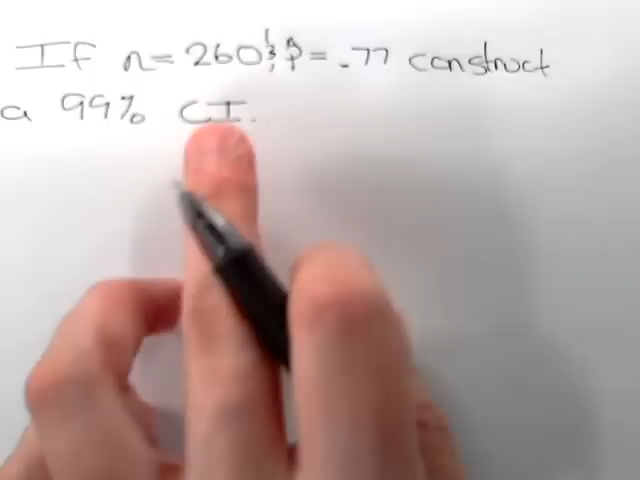 If n=260 & p̂=.77 construct
a 99% CI.